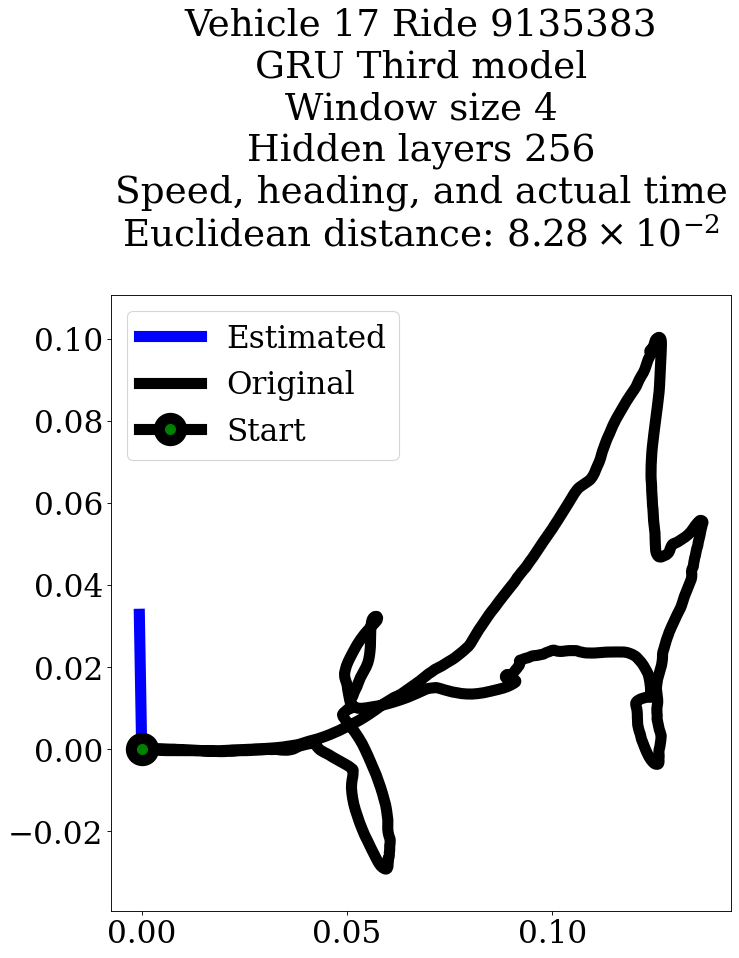 Vehicle 17 Ride 9135383
GRU Third model
Window size 4
Hidden layers 256
Speed, heading, and actual time
Euclidean distance: 8.28 × 10⁻²
Estimated
Original
Start
0.10
0.08
0.06
0.04
0.02
0.00
−0.02
0.00
0.05
0.10